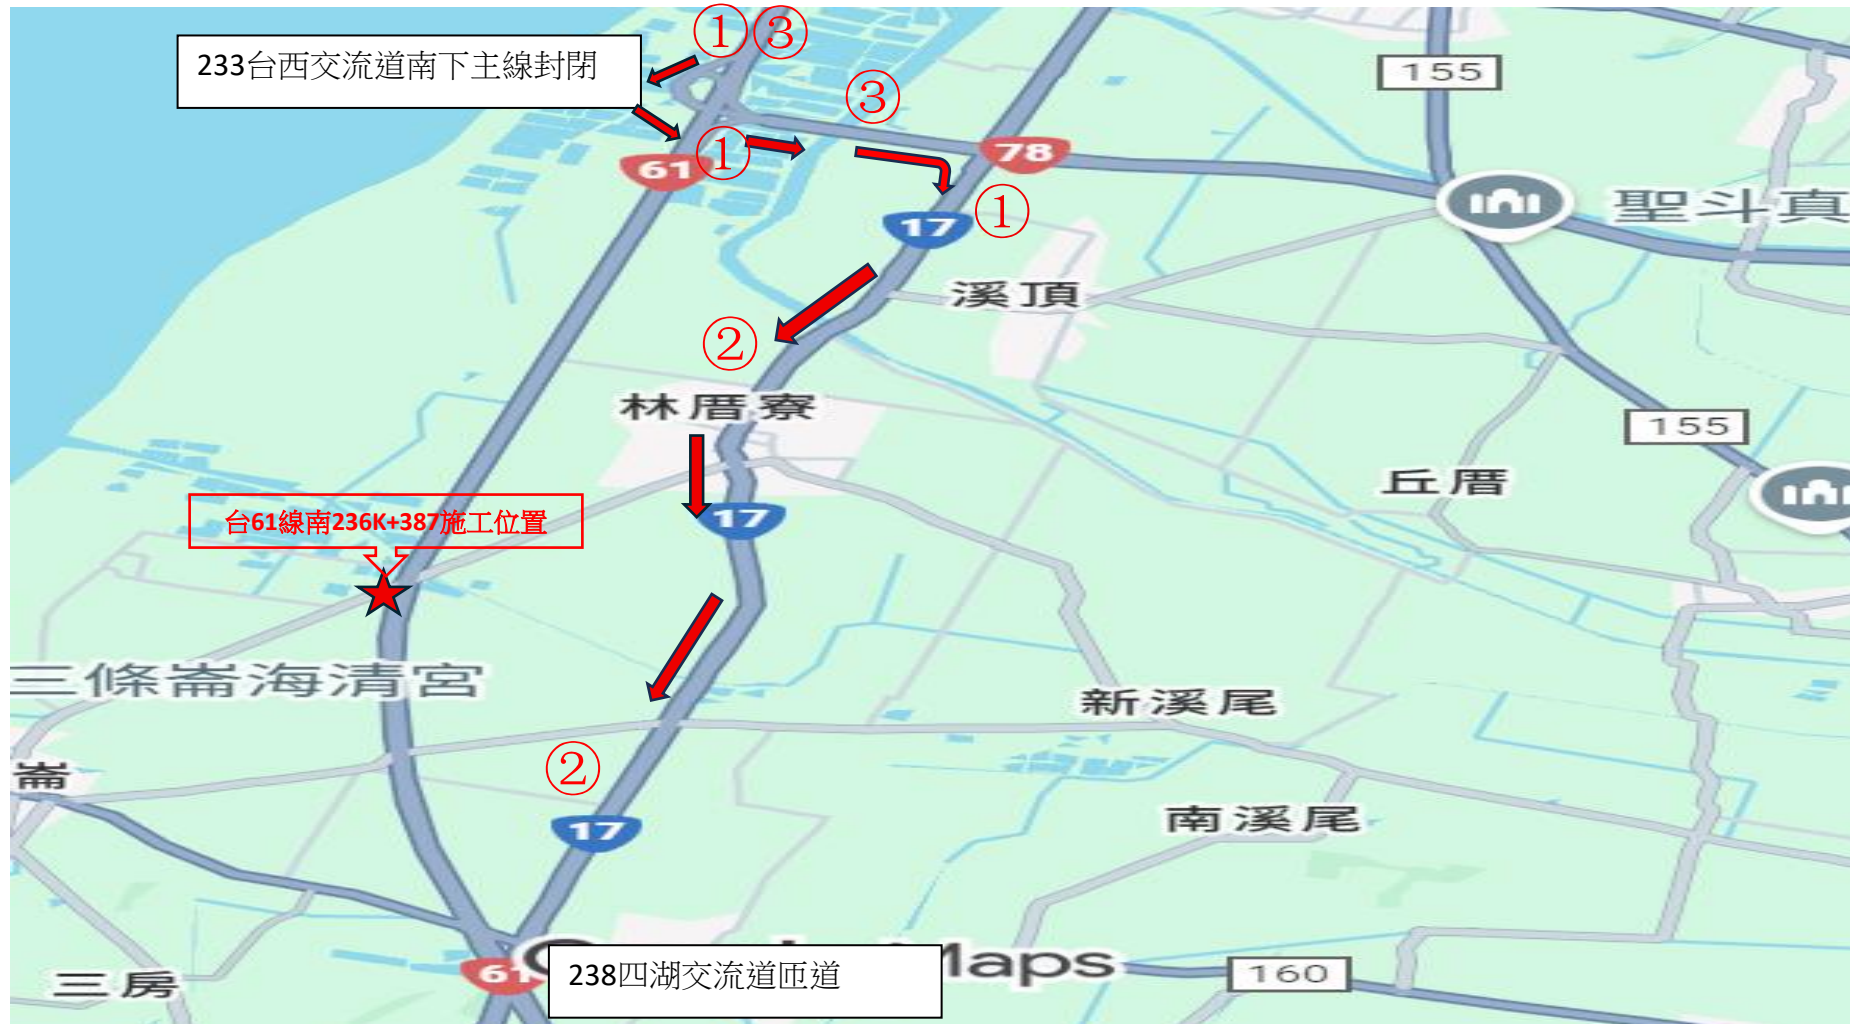 ① ③
233台西交流道南下主線封閉
155
③
①
78
61
聖斗真
①
17
溪頂
②
林厝寮
155
丘厝
台61線南236K+387施工位置
17
三條崙海清宮
新溪尾
②
崙
南溪尾
17
Maps
238四湖交流道匝道
61
160
三房